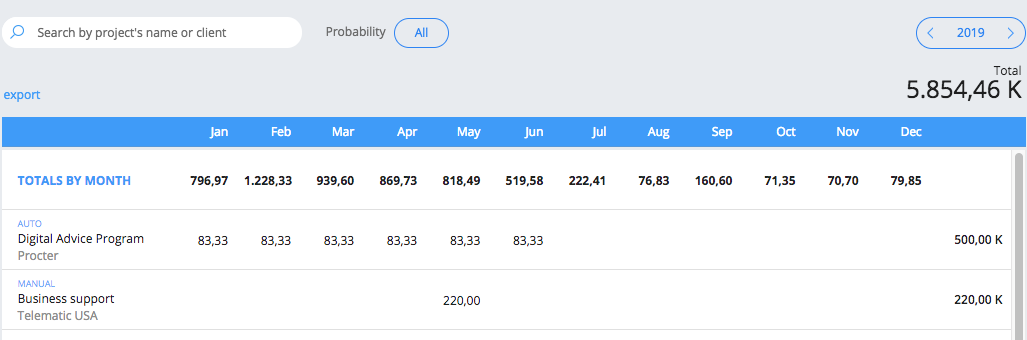 Search by project's name or client
Probability All
2019
Total
5.854,46 K
export
Jan Feb Mar Apr May Jun Jul Aug Sep Oct Nov Dec
TOTALS BY MONTH 796,97 1.228,33 939,60 869,73 818,49 519,58 222,41 76,83 160,60 71,35 70,70 79,85
AUTO
Digital Advice Program 83,33 83,33 83,33 83,33 83,33 83,33 500,00 K
Procter
MANUAL
Business support 220,00 220,00 K
Telematic USA